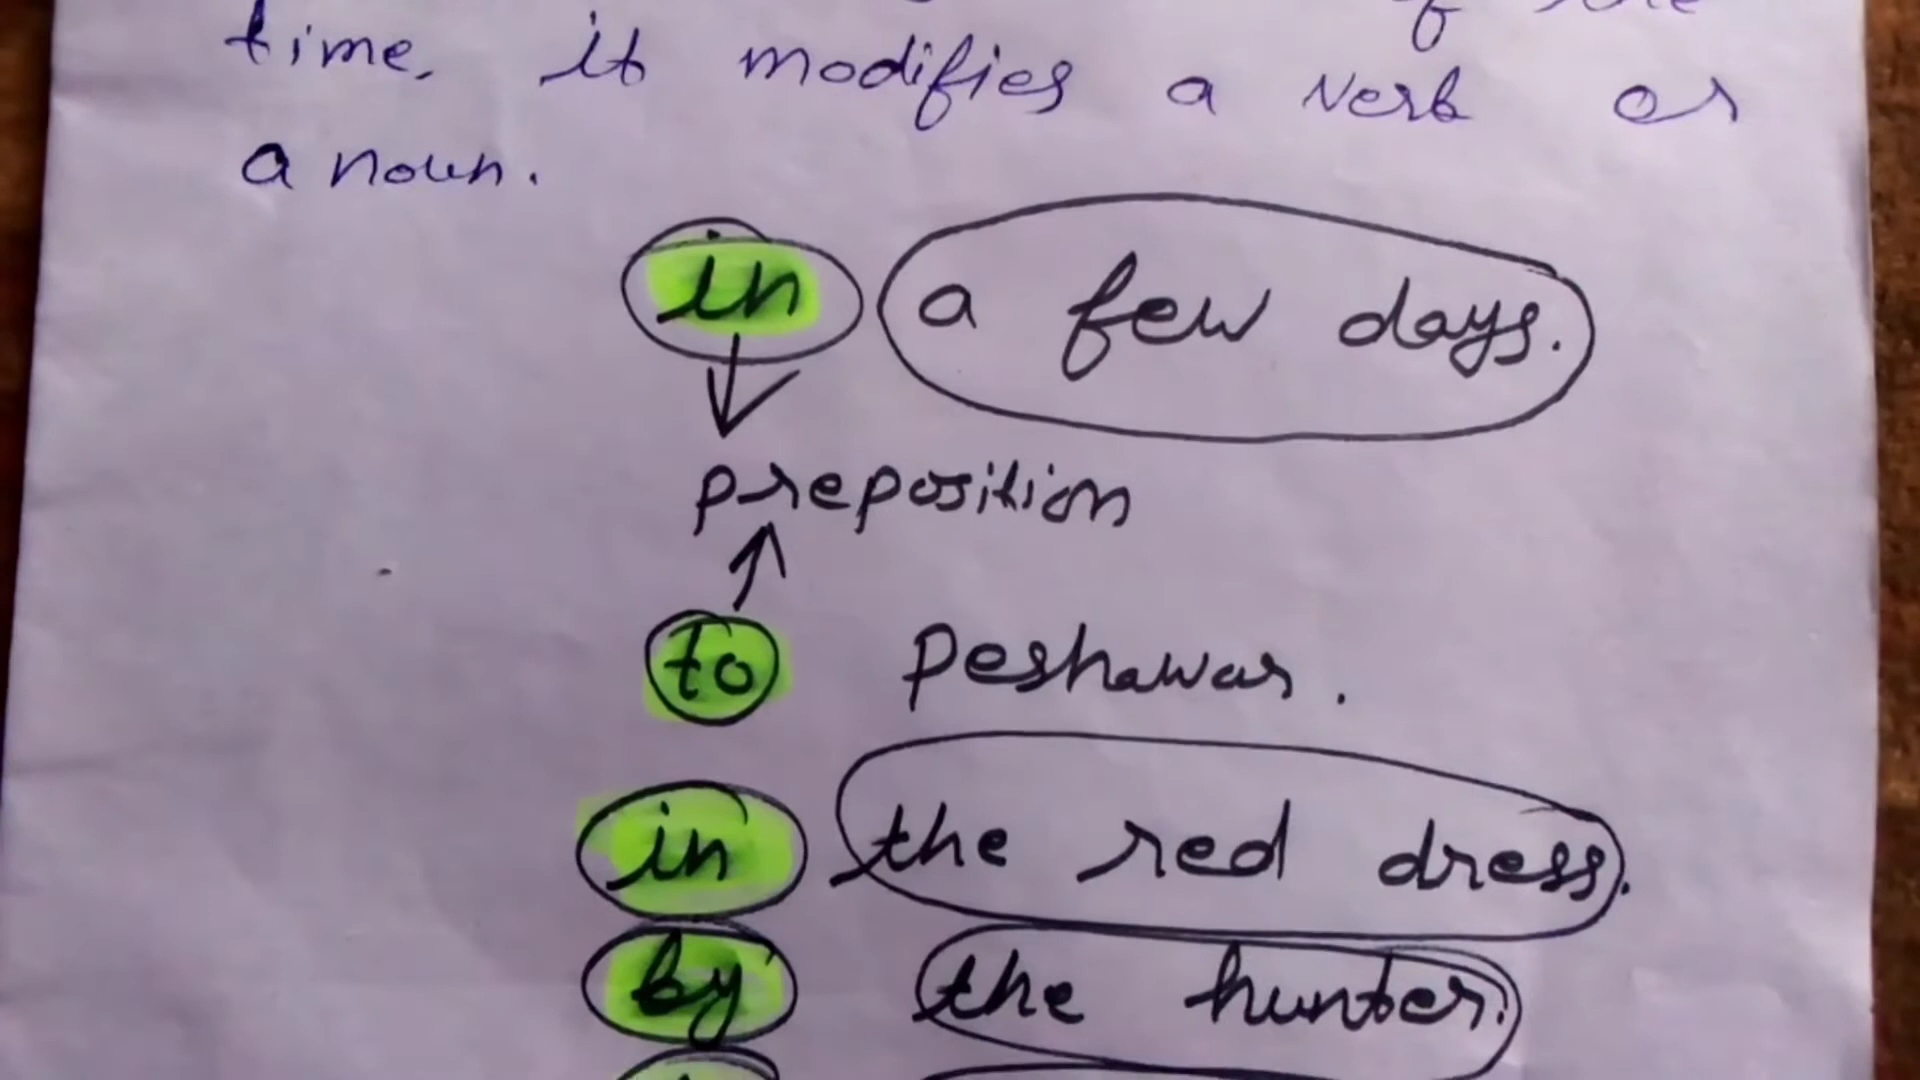 time, it modifies a verb or
a noun.
in a few days.
preposition
to Peshawar.
in the red dress.
by the hunter.